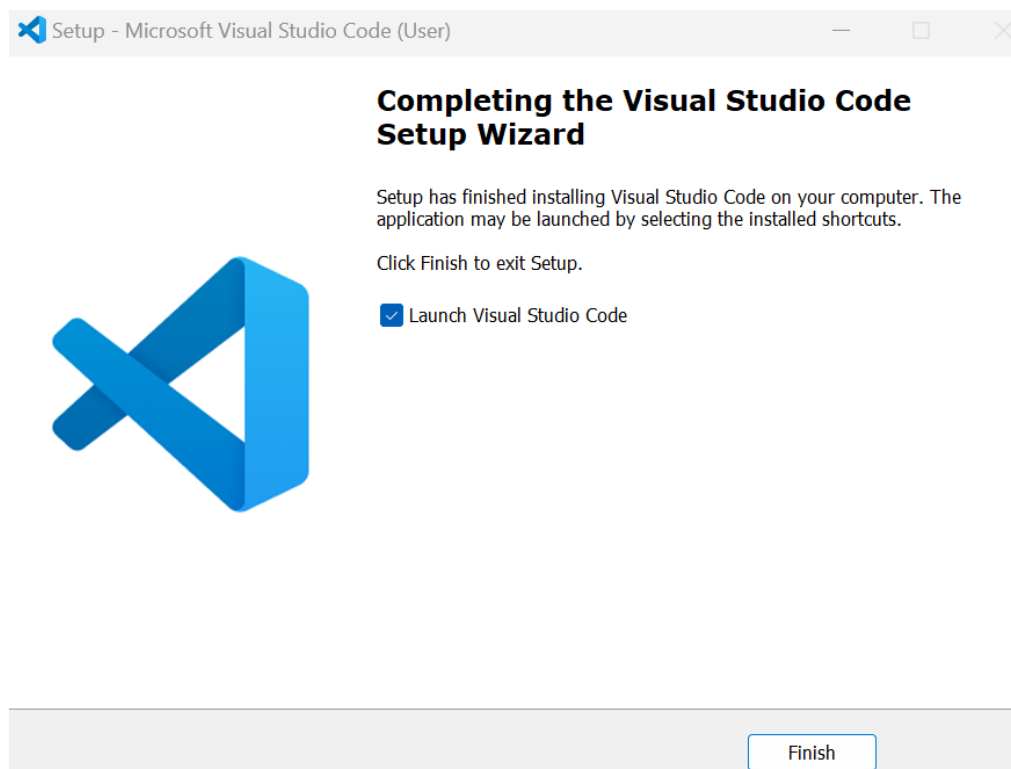 Setup - Microsoft Visual Studio Code (User)
Completing the Visual Studio Code
Setup Wizard
Setup has finished installing Visual Studio Code on your computer. The
application may be launched by selecting the installed shortcuts.
Click Finish to exit Setup.
Launch Visual Studio Code
Finish